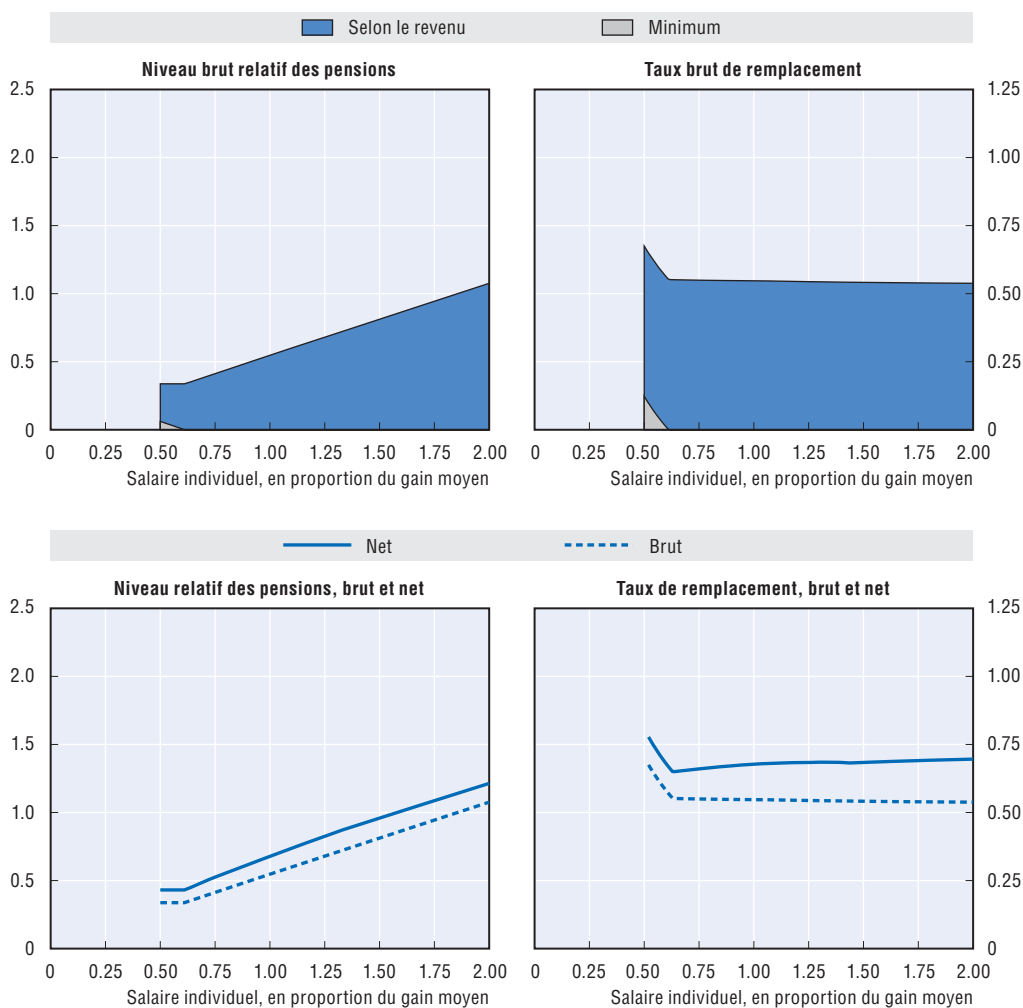 Selon le revenu Minimum
Niveau brut relatif des pensions
Taux brut de remplacement
2.5
2.0
1.5
1.0
0.5
0
0 0.25 0.50 0.75 1.00 1.25 1.50 1.75 2.00
Salaire individuel, en proportion du gain moyen
1.25
1.00
0.75
0.50
0.25
0
0 0.25 0.50 0.75 1.00 1.25 1.50 1.75 2.00
Salaire individuel, en proportion du gain moyen
Net Brut
Niveau relatif des pensions, brut et net
Taux de remplacement, brut et net
2.5
2.0
1.5
1.0
0.5
0
0 0.25 0.50 0.75 1.00 1.25 1.50 1.75 2.00
Salaire individuel, en proportion du gain moyen
1.25
1.00
0.75
0.50
0.25
0
0 0.25 0.50 0.75 1.00 1.25 1.50 1.75 2.00
Salaire individuel, en proportion du gain moyen